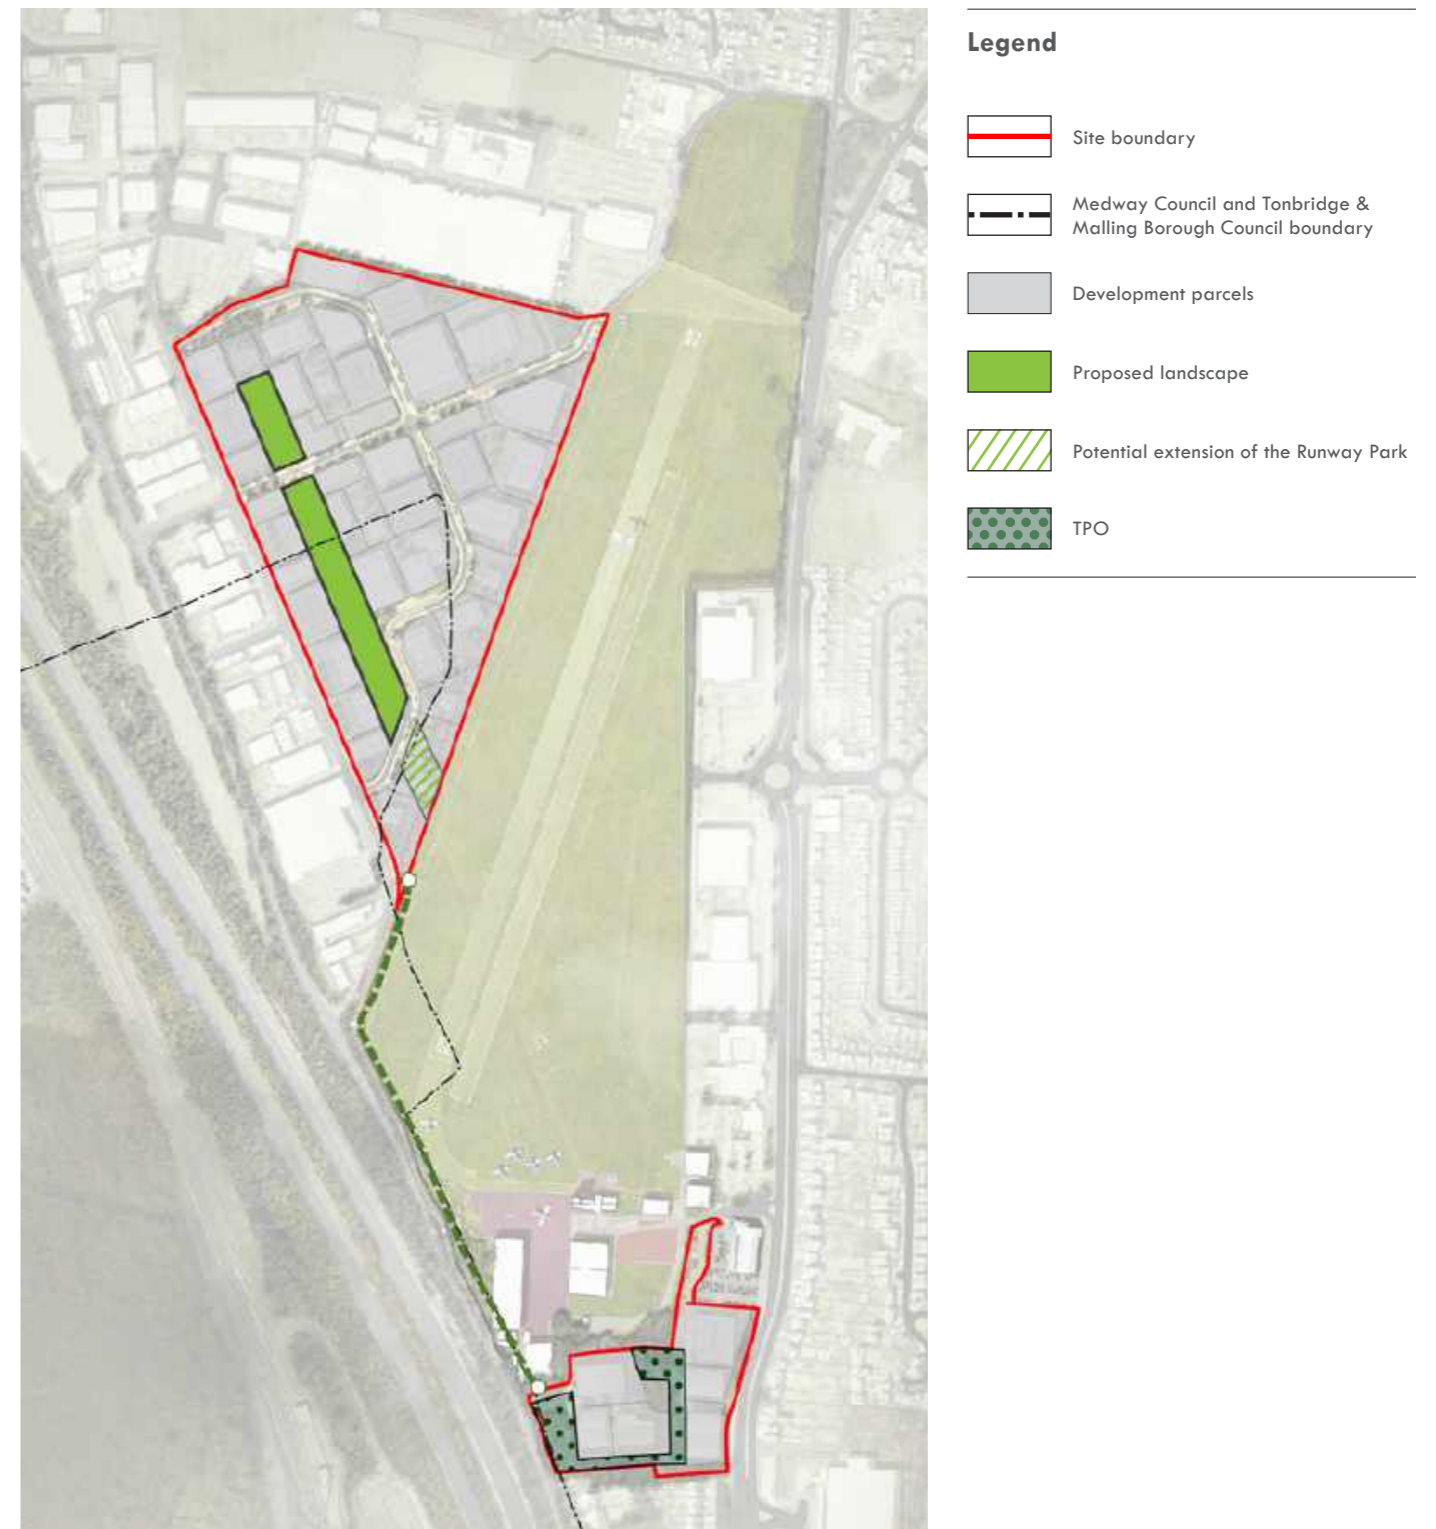 Legend
Site boundary
Medway Council and Tonbridge &
Malling Borough Council boundary
Development parcels
Proposed landscape
Potential extension of the Runway Park
TPO